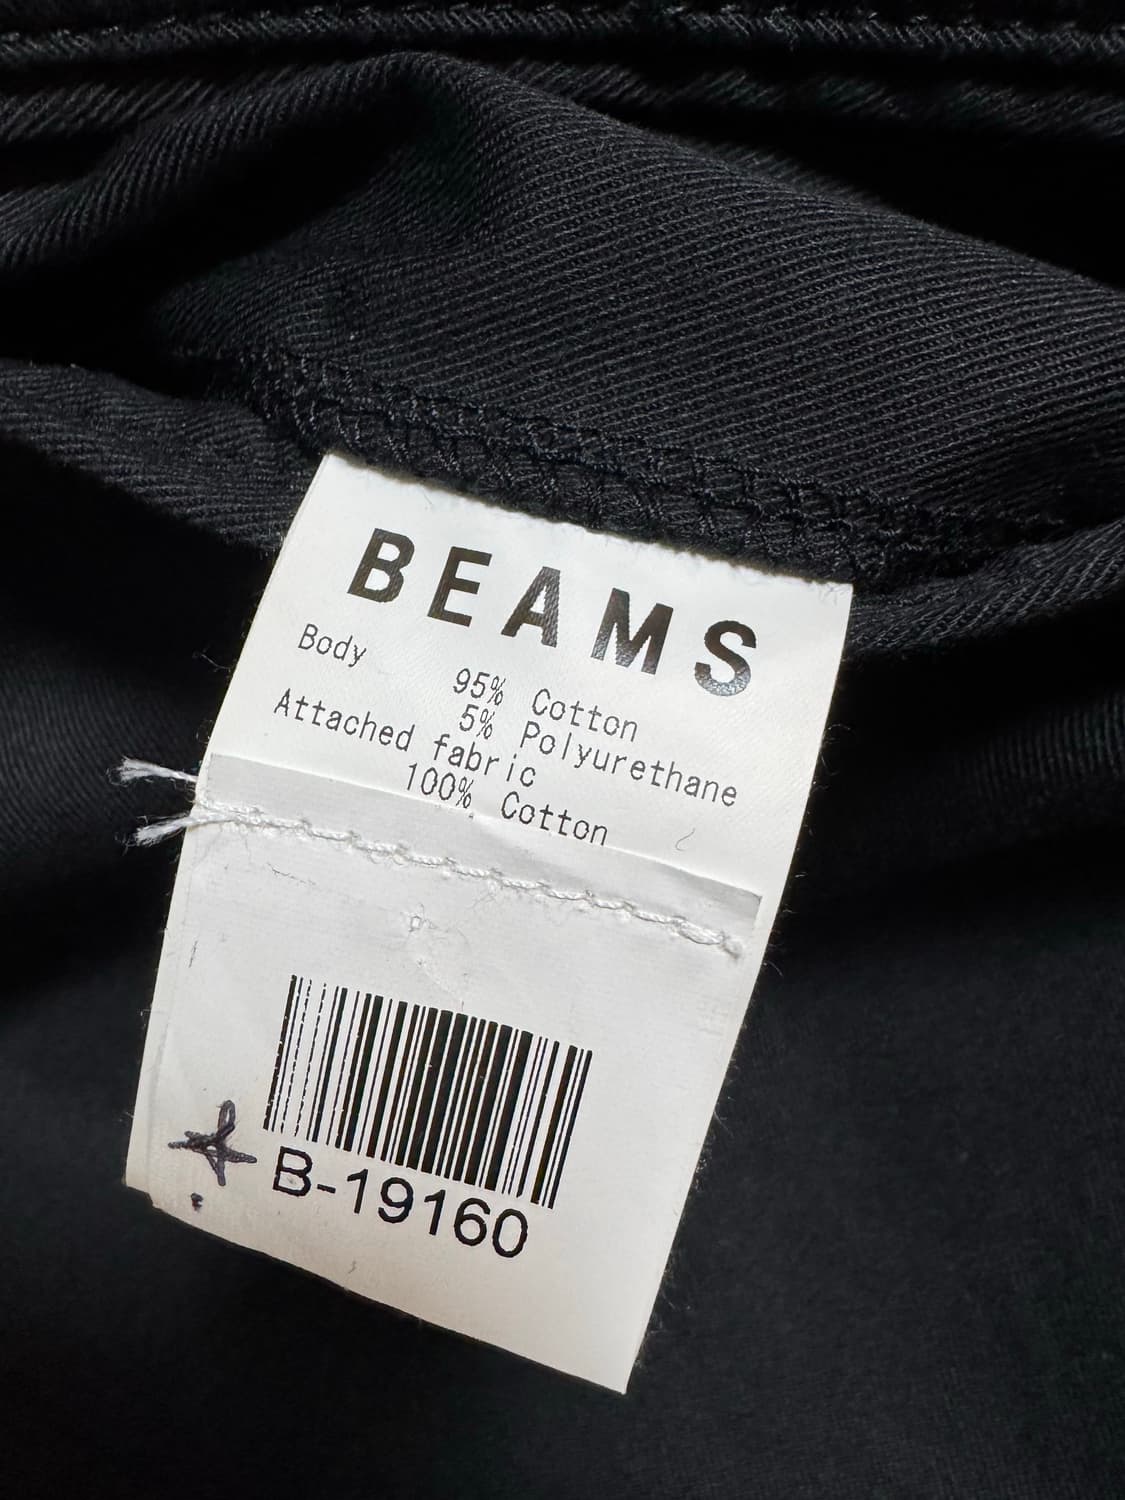 BEAMS
Body
95% Cotton
5% Polyurethane
Attached fabric
100% Cotton
B-19160